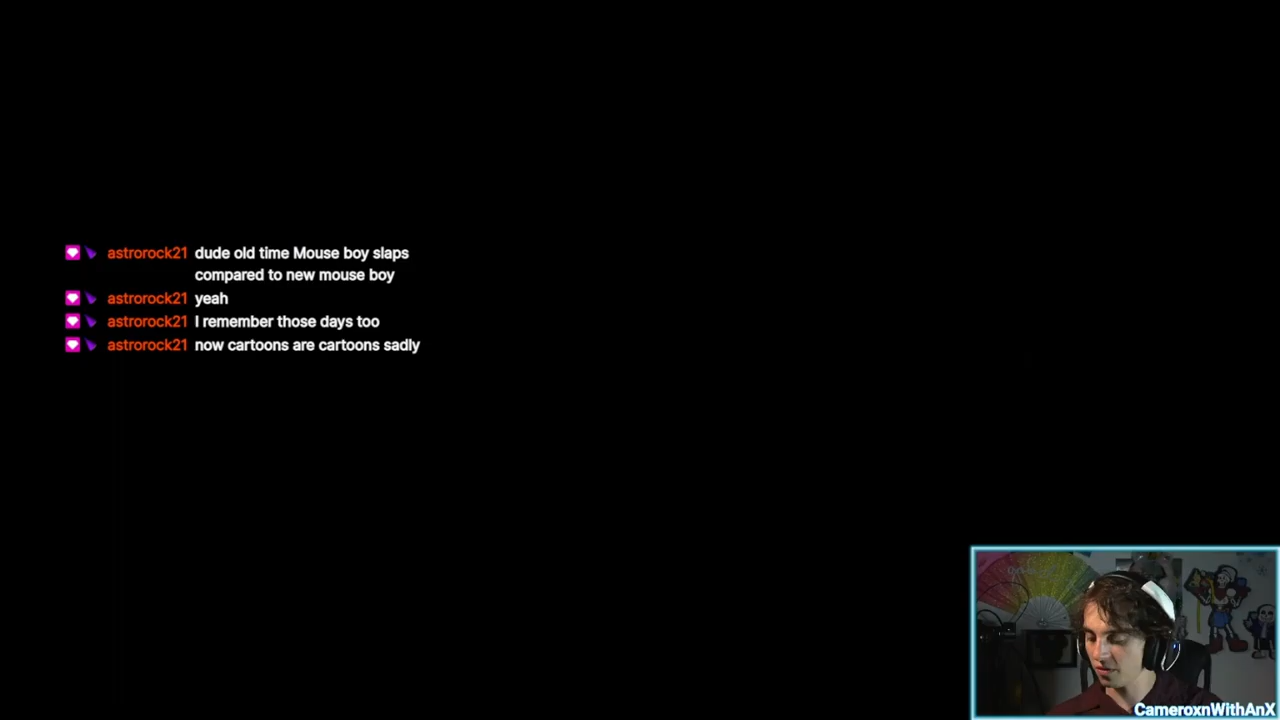 astrorock21 dude old time Mouse boy slaps
compared to new mouse boy
astrorock21 yeah
astrorock21 I remember those days too
astrorock21 now cartoons are cartoons sadly
CameroxnWithAnX